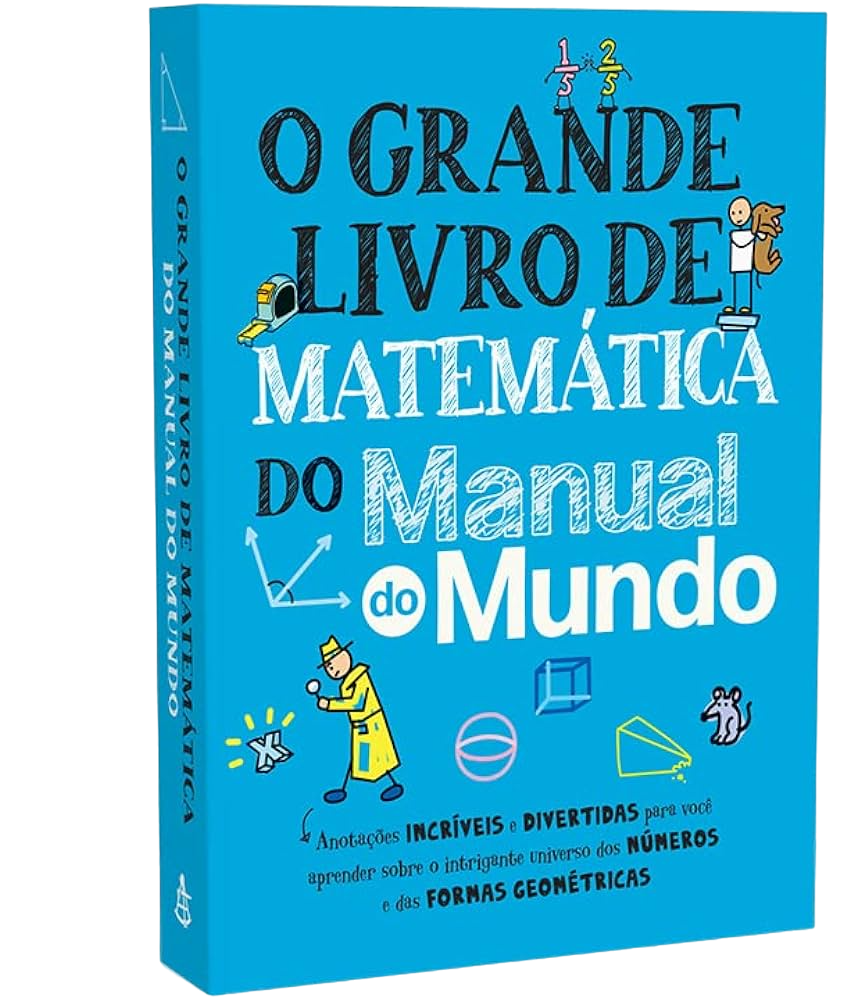 1/5 2/5
O GRANDE
LIVRO DE
MATEMÁTICA
DO Manual
do Mundo
XI
Anotações INCRÍVEIS e DIVERTIDAS para você
aprender sobre o intrigante universo dos NÚMEROS
e das FORMAS GEOMÉTRICAS
O GRANDE LIVRO DE MATEMÁTICA
DO MANUAL DO MUNDO